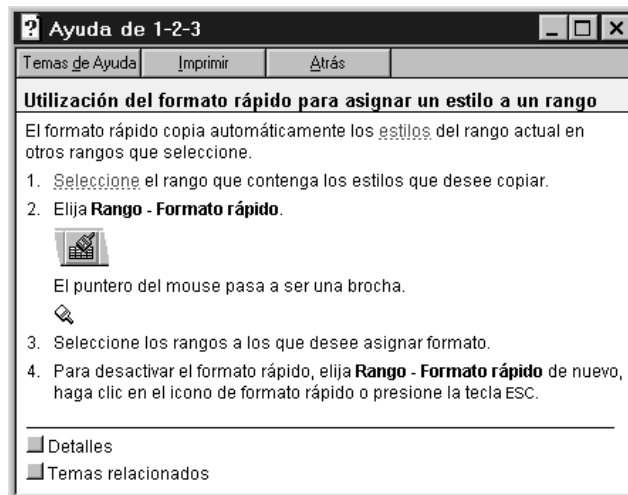 Ayuda de 1-2-3
Temas de Ayuda Imprimir Atrás
Utilización del formato rápido para asignar un estilo a un rango
El formato rápido copia automáticamente los estilos del rango actual en
otros rangos que seleccione.
1. Seleccione el rango que contenga los estilos que desee copiar.
2. Elija Rango - Formato rápido.
El puntero del mouse pasa a ser una brocha.
3. Seleccione los rangos a los que desee asignar formato.
4. Para desactivar el formato rápido, elija Rango - Formato rápido de nuevo,
haga clic en el icono de formato rápido o presione la tecla ESC.
Detalles
Temas relacionados